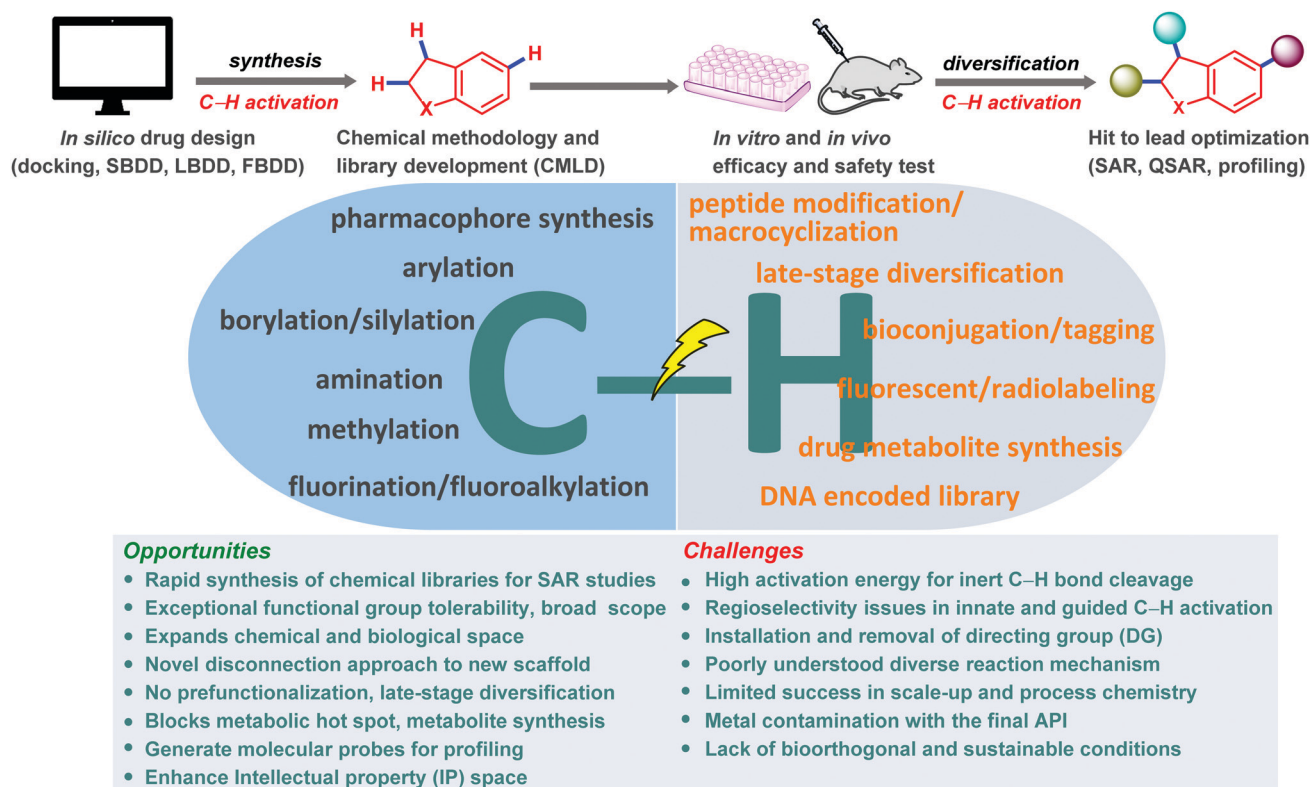 synthesis
C–H activation
H
H
H
X
diversification
C–H activation
X
In silico drug design
(docking, SBDD, LBDD, FBDD)
Chemical methodology and
library development (CMLD)
In vitro and in vivo
efficacy and safety test
Hit to lead optimization
(SAR, QSAR, profiling)
pharmacophore synthesis
arylation
borylation/silylation
amination
methylation
fluorination/fluoroalkylation
C–H
peptide modification/
macrocyclization
late-stage diversification
bioconjugation/tagging
fluorescent/radiolabeling
drug metabolite synthesis
DNA encoded library
Opportunities
• Rapid synthesis of chemical libraries for SAR studies
• Exceptional functional group tolerability, broad scope
• Expands chemical and biological space
• Novel disconnection approach to new scaffold
• No prefunctionalization, late-stage diversification
• Blocks metabolic hot spot, metabolite synthesis
• Generate molecular probes for profiling
• Enhance Intellectual property (IP) space
Challenges
• High activation energy for inert C–H bond cleavage
• Regioselectivity issues in innate and guided C–H activation
• Installation and removal of directing group (DG)
• Poorly understood diverse reaction mechanism
• Limited success in scale-up and process chemistry
• Metal contamination with the final API
• Lack of bioorthogonal and sustainable conditions